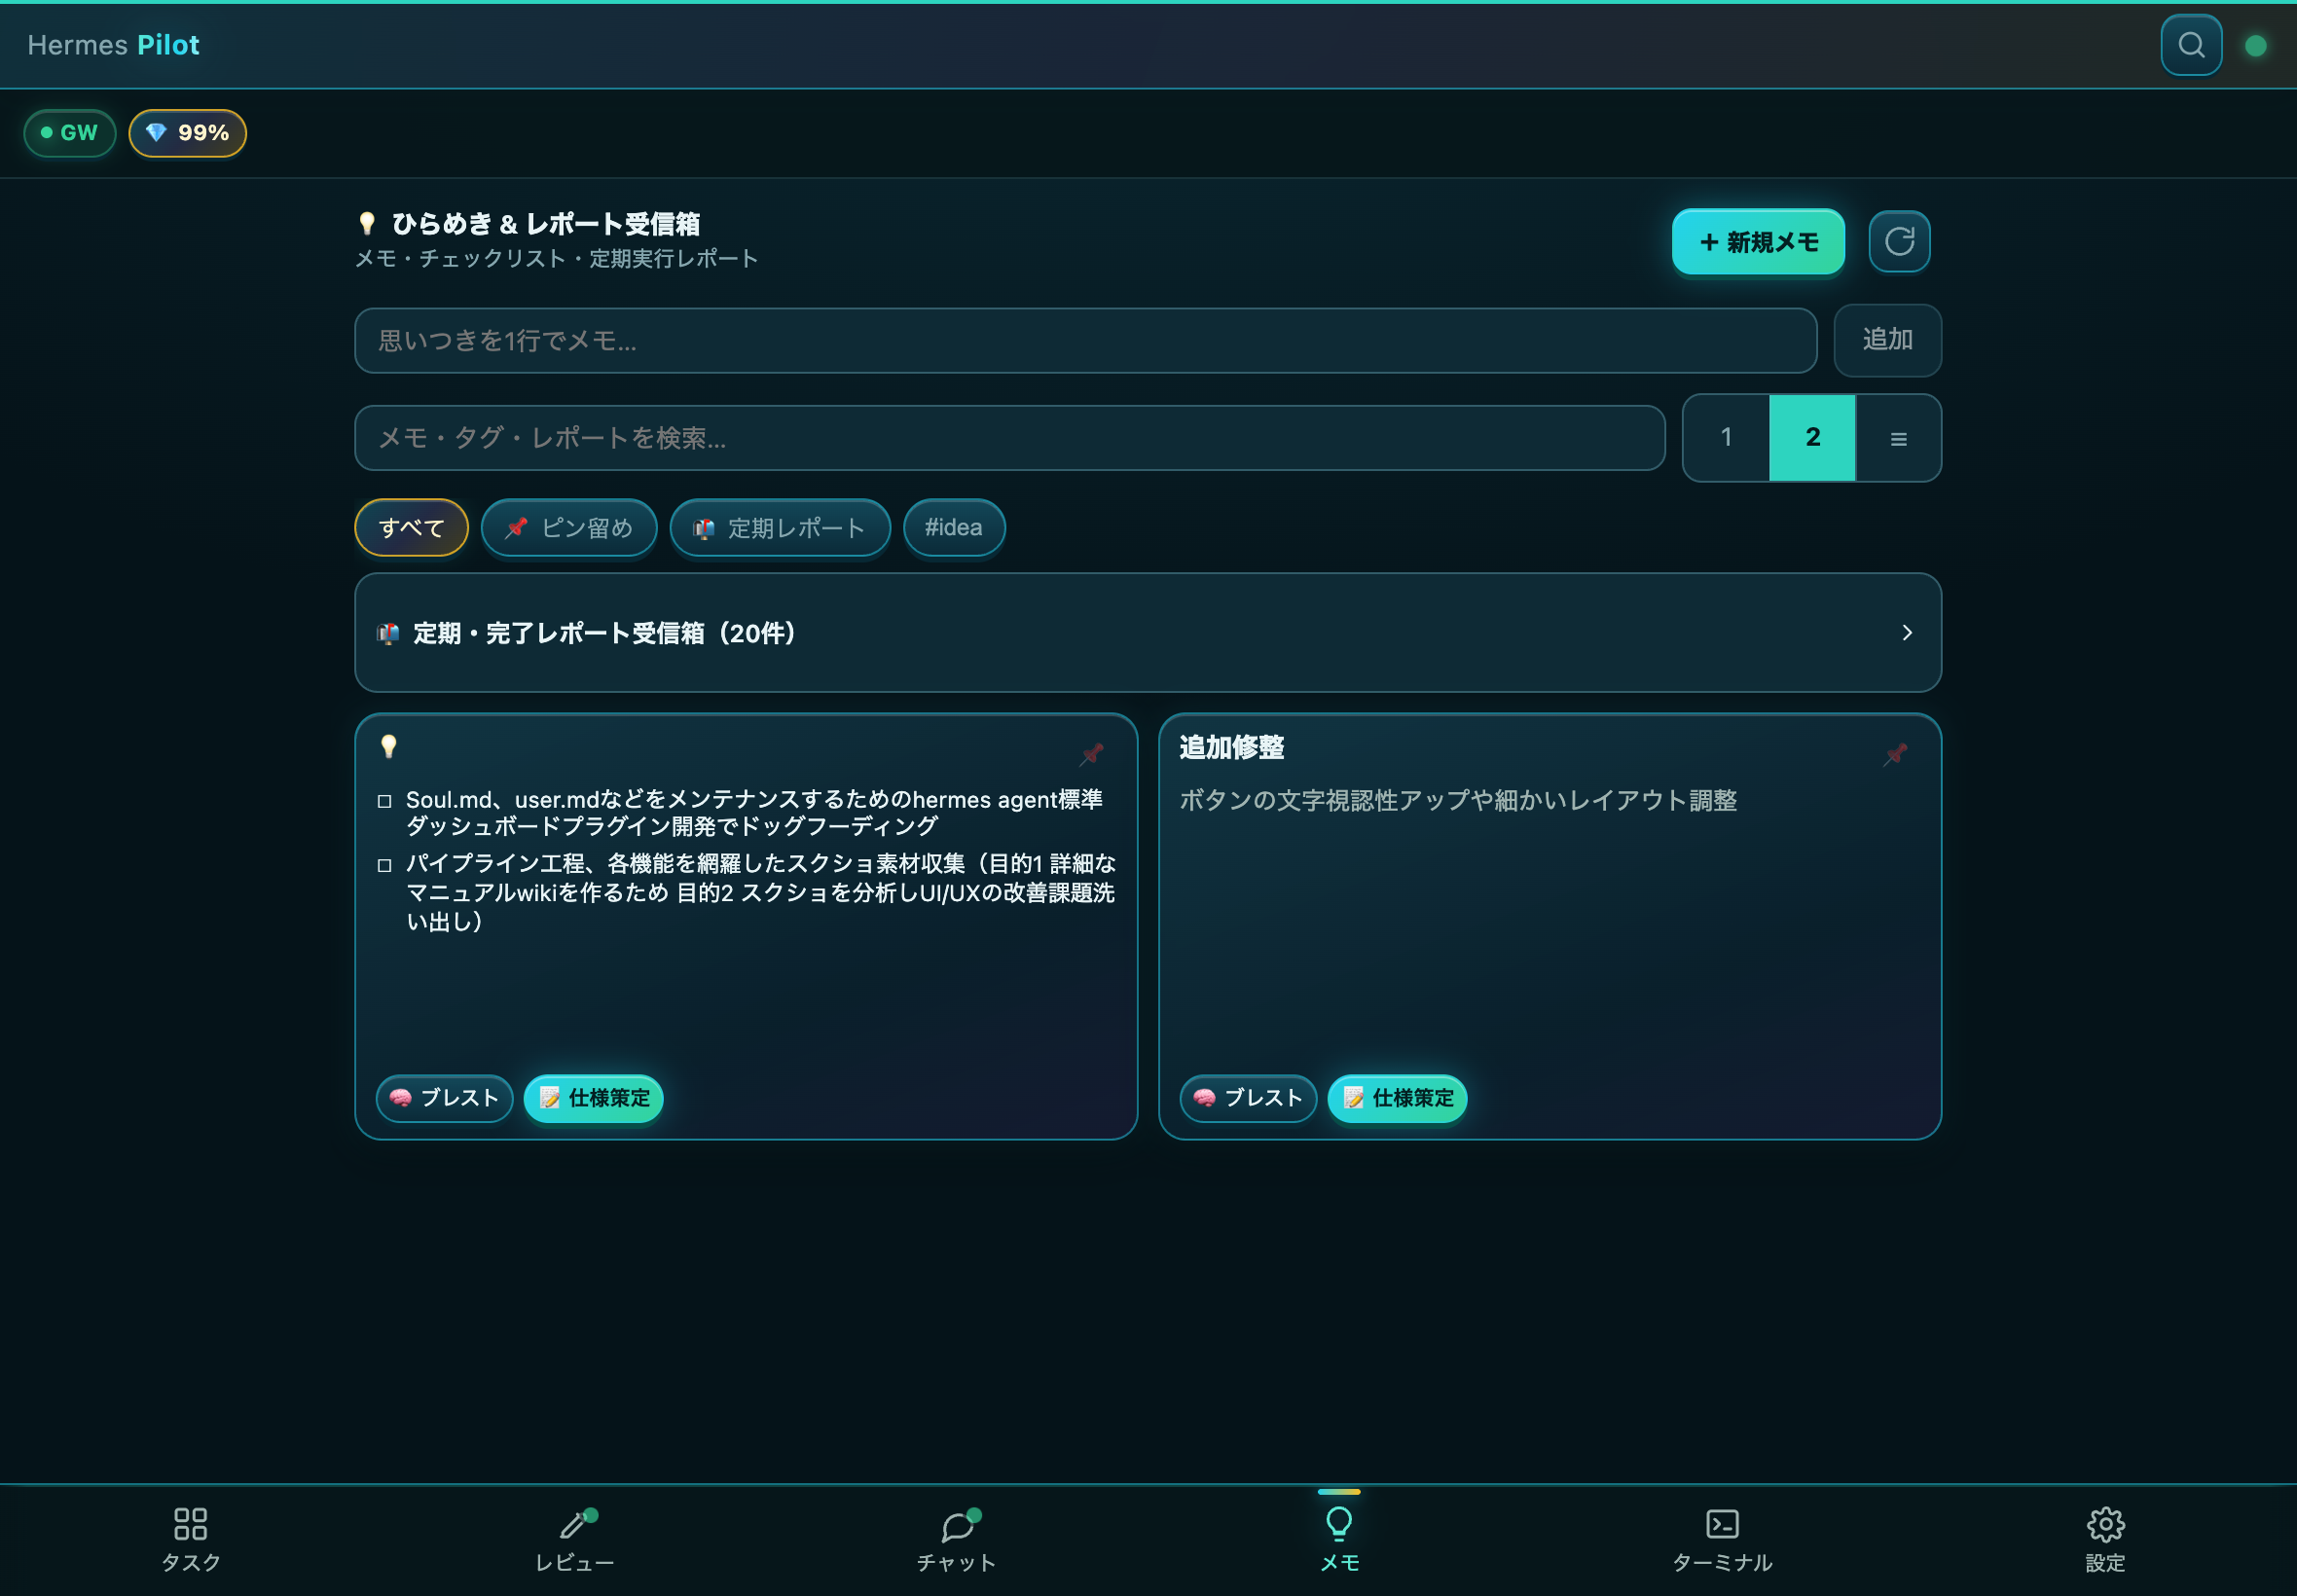 Hermes Pilot
GW
99%
ひらめき & レポート受信箱
メモ・チェックリスト・定期実行レポート
+ 新規メモ
思いつきを1行でメモ...
追加
メモ・タグ・レポートを検索...
1
2
≡
すべて
ピン留め
定期レポート
#idea
定期・完了レポート受信箱（20件）
Soul.md、user.mdなどをメンテナンスするためのhermes agent標準
ダッシュボードプラグイン開発でドッグフーディング
パイプライン工程、各機能を網羅したスクショ素材収集（目的1 詳細な
マニュアルwikiを作るため 目的2 スクショを分析しUI/UXの改善課題洗
い出し）
ブレスト
仕様策定
追加修整
ボタンの文字視認性アップや細かいレイアウト調整
ブレスト
仕様策定
タスク
レビュー
チャット
メモ
ターミナル
設定